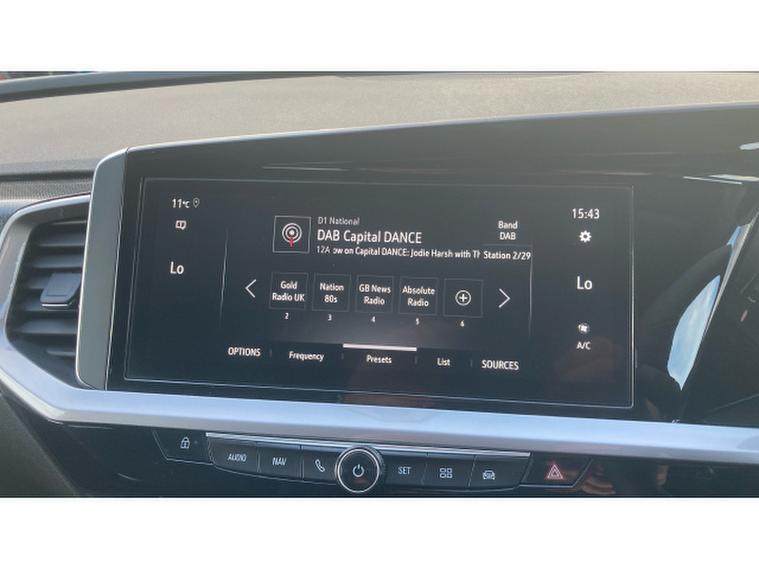 11°C
15:43
D1 National
DAB Capital DANCE
Band
DAB
12A ow on Capital DANCE: Jodie Harsh with Th Station 2/29
Lo
Lo
Gold
Radio UK
Nation
80s
GB News
Radio
Absolute
Radio
2
3
4
5
6
A/C
OPTIONS
Frequency
Presets
List
SOURCES
AUDIO
NAV
SET